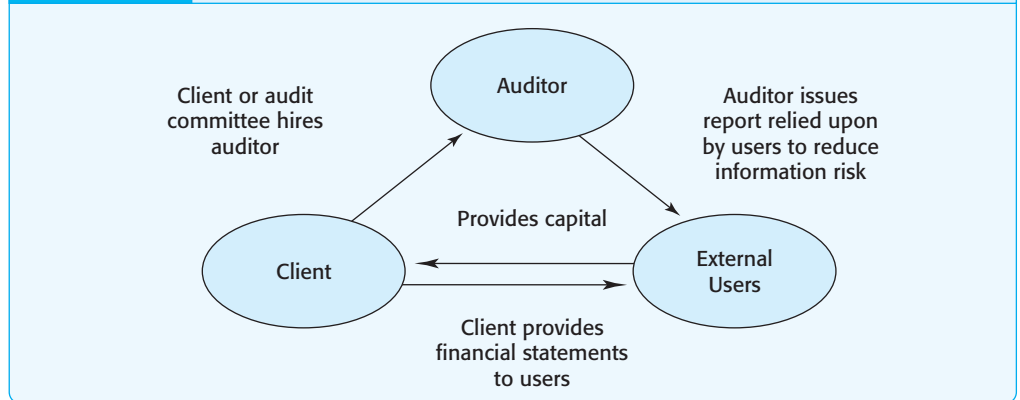 Auditor
Client or audit
committee hires
auditor
Auditor issues
report relied upon
by users to reduce
information risk
Provides capital
Client
External
Users
Client provides
financial statements
to users